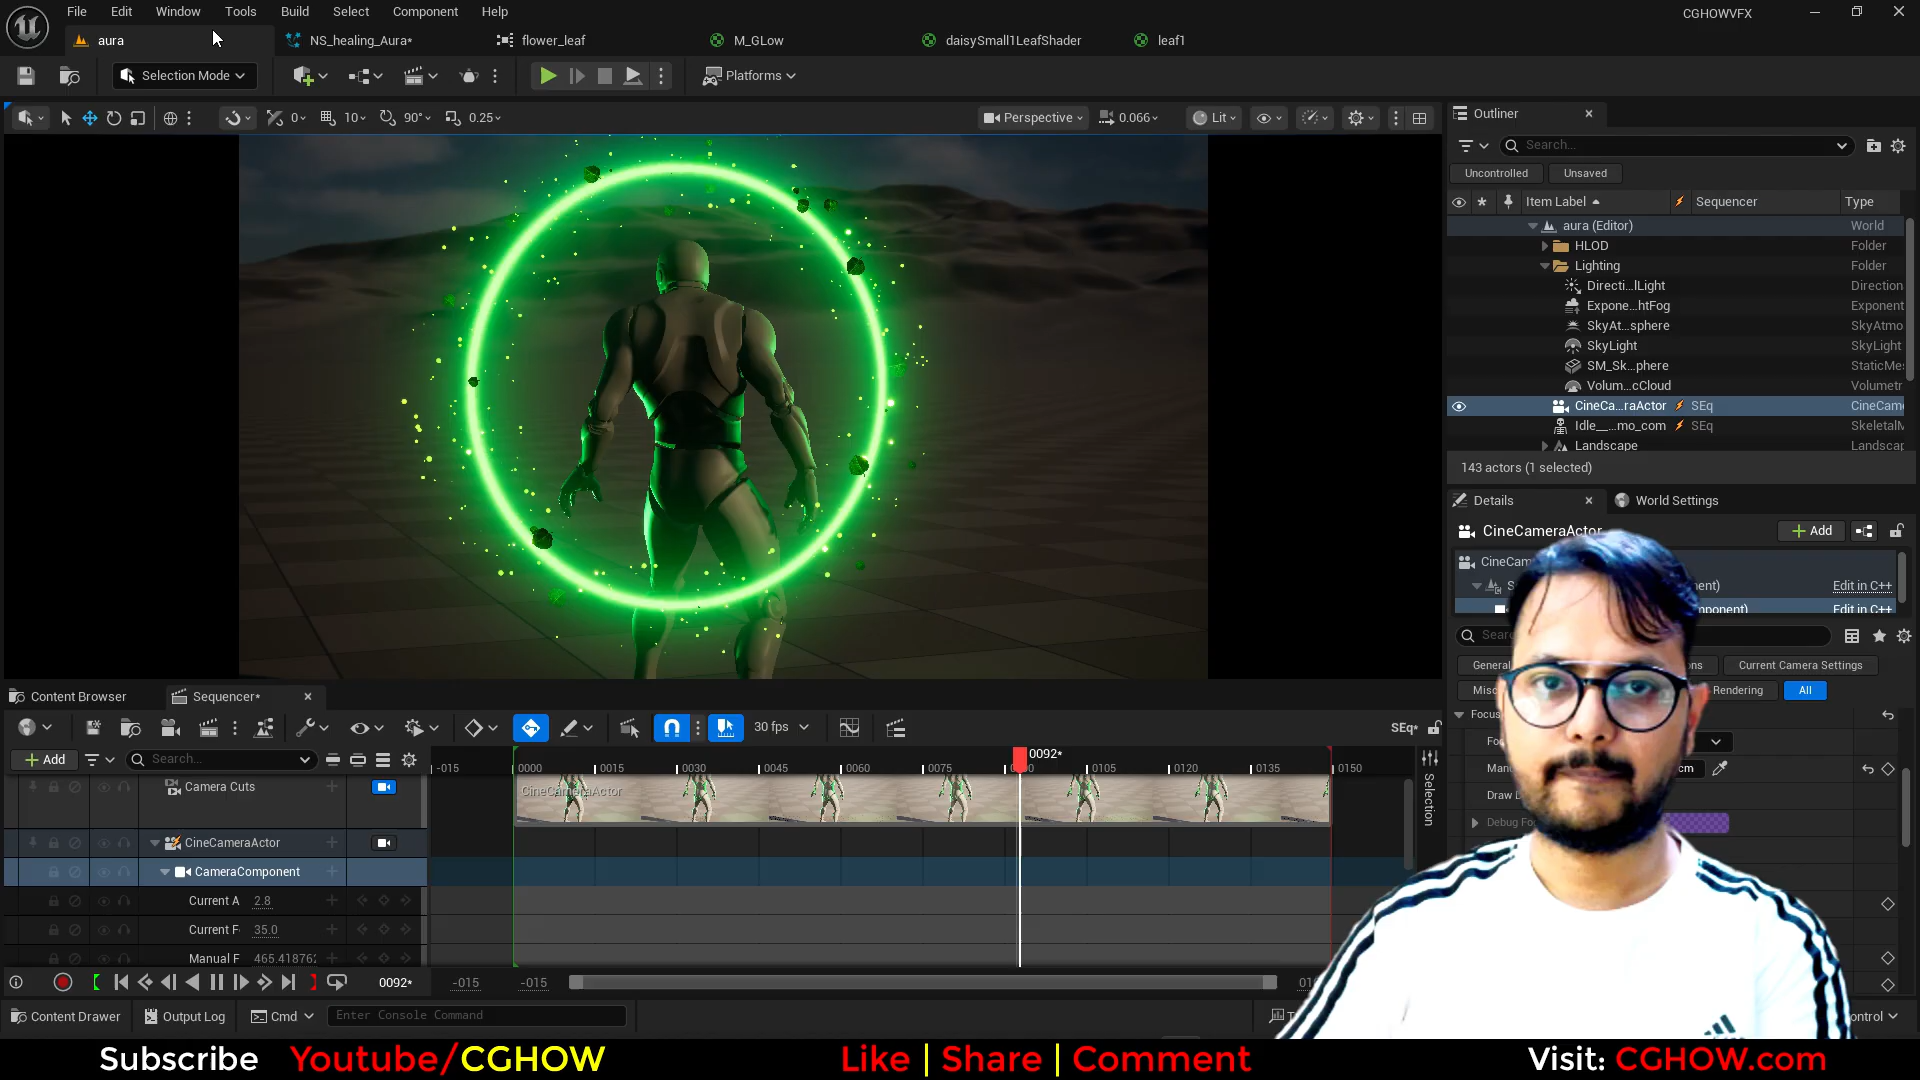 File Edit Window Tools Build Select Component Help
CGHOWVFX
aura
NS_healing_Aura*
flower_leaf
M_GLow
daisySmall1LeafShader
leaf1
Selection Mode
Platforms
0
10
90°
0.25
Perspective
0.066
Lit
Outliner
Search...
Uncontrolled
Unsaved
Item Label
Sequencer
Type
aura (Editor) World
HLOD Folder
Lighting Folder
Directi...lLight Direction
Expone...htFog Exponent
SkyAt...sphere SkyAtmo
SkyLight SkyLight
SM_Sk...phere StaticMe
Volum...cCloud Volumetr
CineCa...raActor SEq CineCame
Idle__...mo_com SEq SkeletalM
Landscape Landscap
143 actors (1 selected)
Details
World Settings
CineCameraActor
Add
CineCam
Edit in C++
Edit in C++
General
Current Camera Settings
Misc
Rendering
All
Focus
cm
Draw
Debug Fo
Content Browser
Sequencer*
30 fps
SEq*
Add
Search...
-015 0000 0015 0030 0045 0060 0075 0105 0120 0135 0150
0092*
Selection
Camera Cuts
CineCameraActor
CineCameraActor
CameraComponent
Current A 2.8
Current F 35.0
Manual F 465.418762
0092*
-015
-015
Content Drawer
Output Log
Cmd
Enter Console Command
Subscribe Youtube/CGHOW
Like | Share | Comment
Visit: CGHOW.com